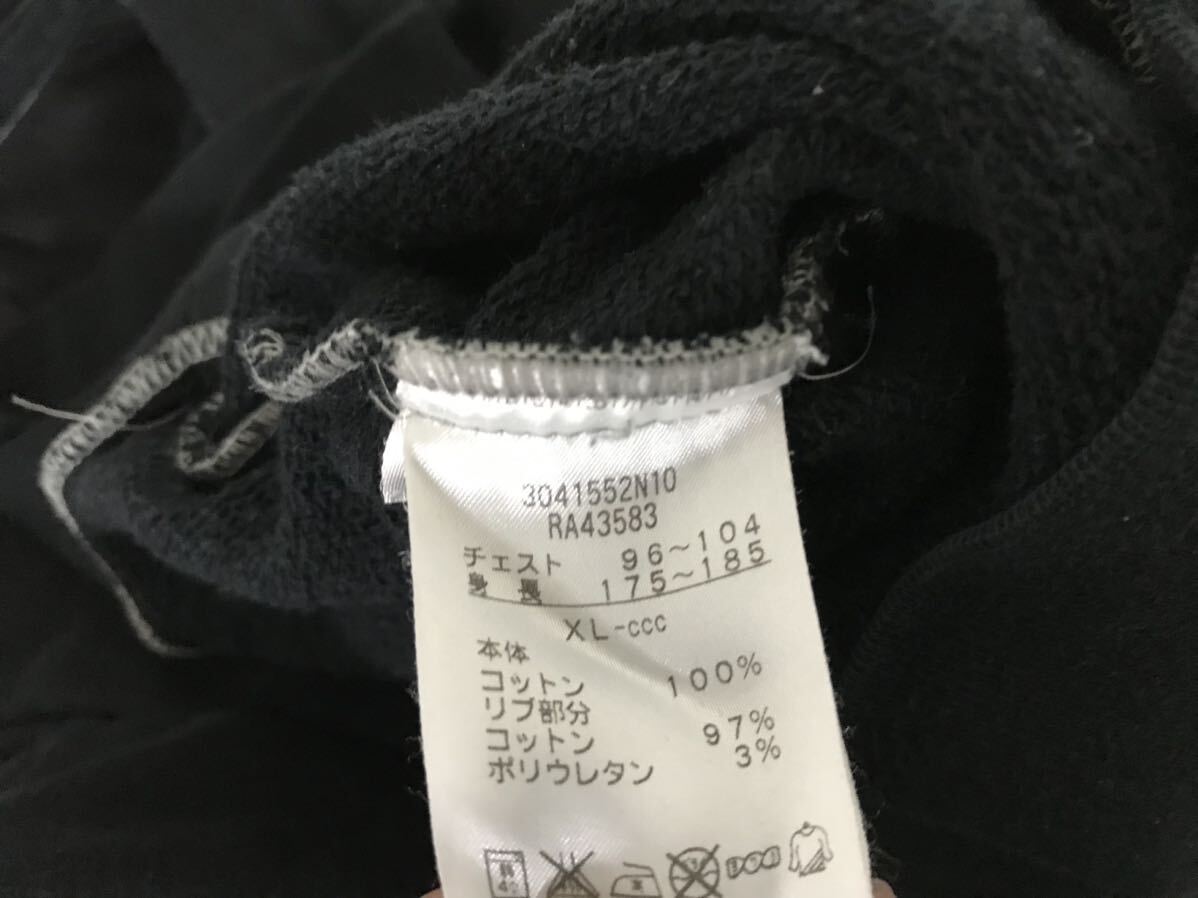 3041552N10
RA43583
チェスト 96〜104
身長 175〜185
XL-ccc
本体
コットン 100%
リブ部分
コットン 97%
ポリウレタン 3%